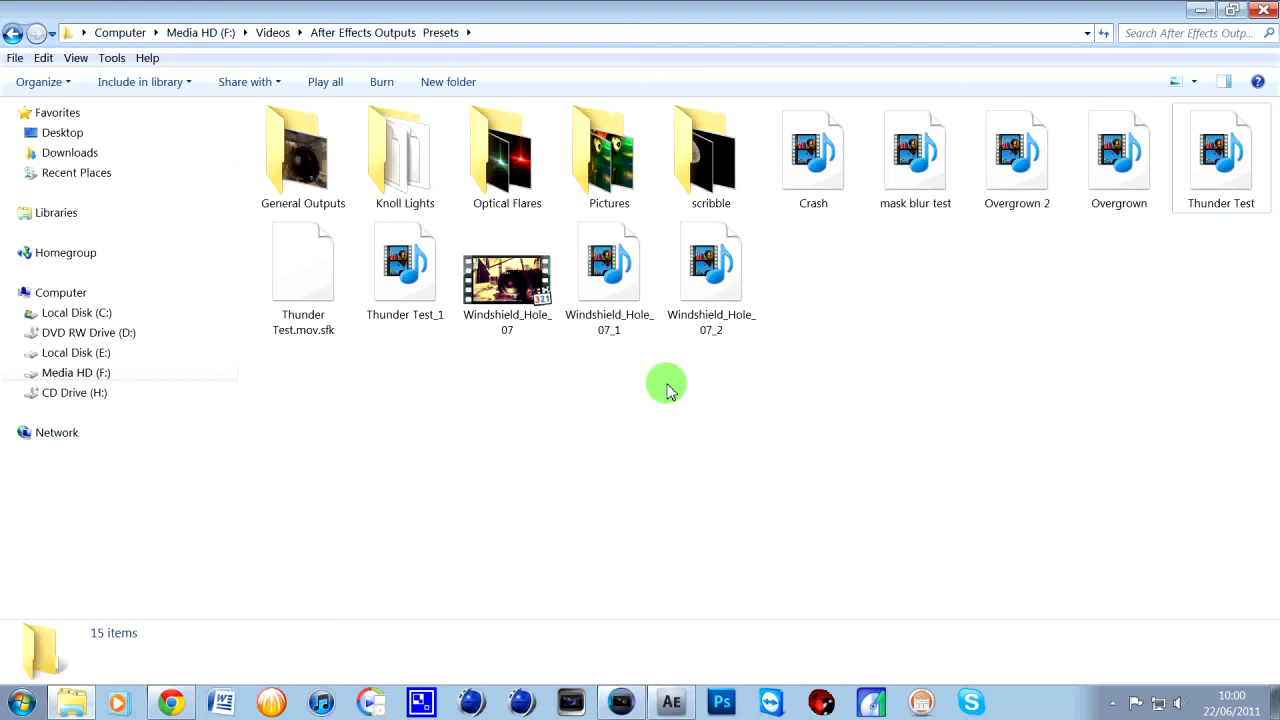 Computer Media HD (F:) Videos After Effects Outputs Presets
Search After Effects Outp...
File Edit View Tools Help
Organize Include in library Share with Play all Burn New folder
Favorites
Desktop
Downloads
Recent Places
Libraries
Homegroup
Computer
Local Disk (C:)
DVD RW Drive (D:)
Local Disk (E:)
Media HD (F:)
CD Drive (H:)
Network
General Outputs Knoll Lights Optical Flares Pictures scribble Crash mask blur test Overgrown 2 Overgrown Thunder Test
321
Thunder Thunder Test_1 Windshield_Hole_ Windshield_Hole_ Windshield_Hole_
Test.mov.sfk 07 07_1 07_2
15 items
AE Ps
10:00
22/06/2011